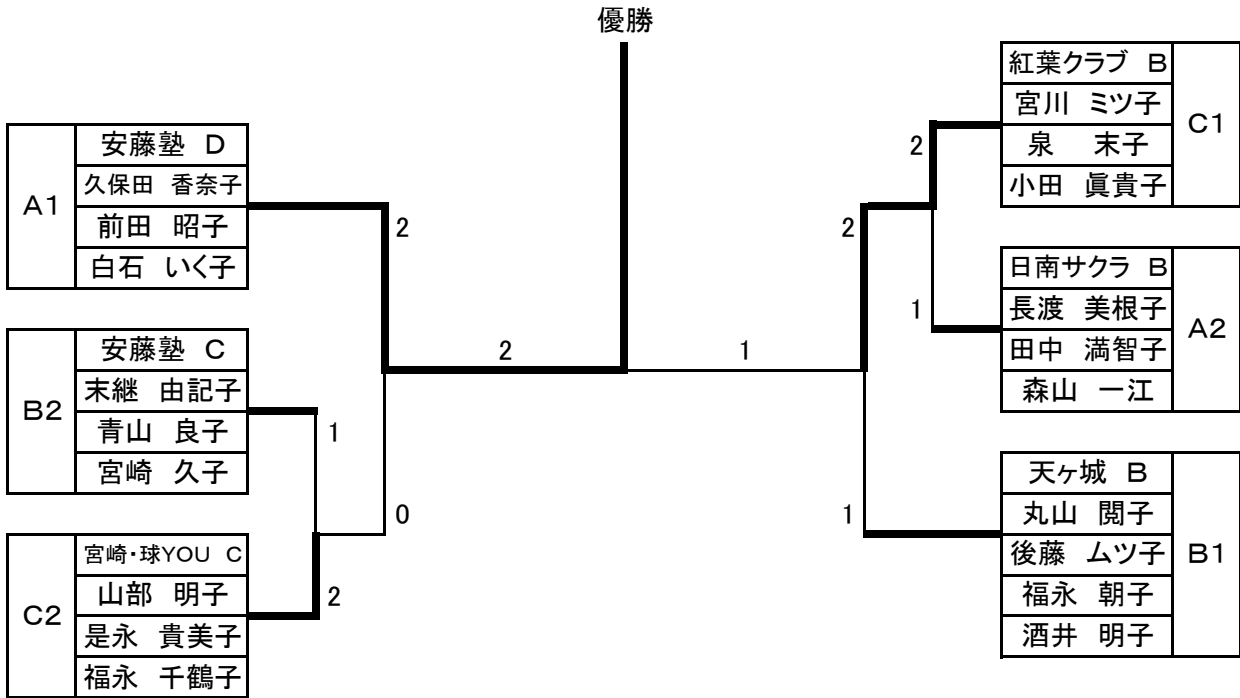 優勝
A1
安藤塾 D
久保田 香奈子
前田 昭子
白石 いく子
B2
安藤塾 C
末継 由記子
青山 良子
宮崎 久子
C2
宮崎・球YOU C
山部 明子
是永 貴美子
福永 千鶴子
2
1
2
0
2
1
2
1
2
1
紅葉クラブ B
宮川 ミツ子
泉 末子
小田 眞貴子
C1
日南サクラ B
長渡 美根子
田中 満智子
森山 一江
A2
天ヶ城 B
丸山 閲子
後藤 ムツ子
福永 朝子
酒井 明子
B1